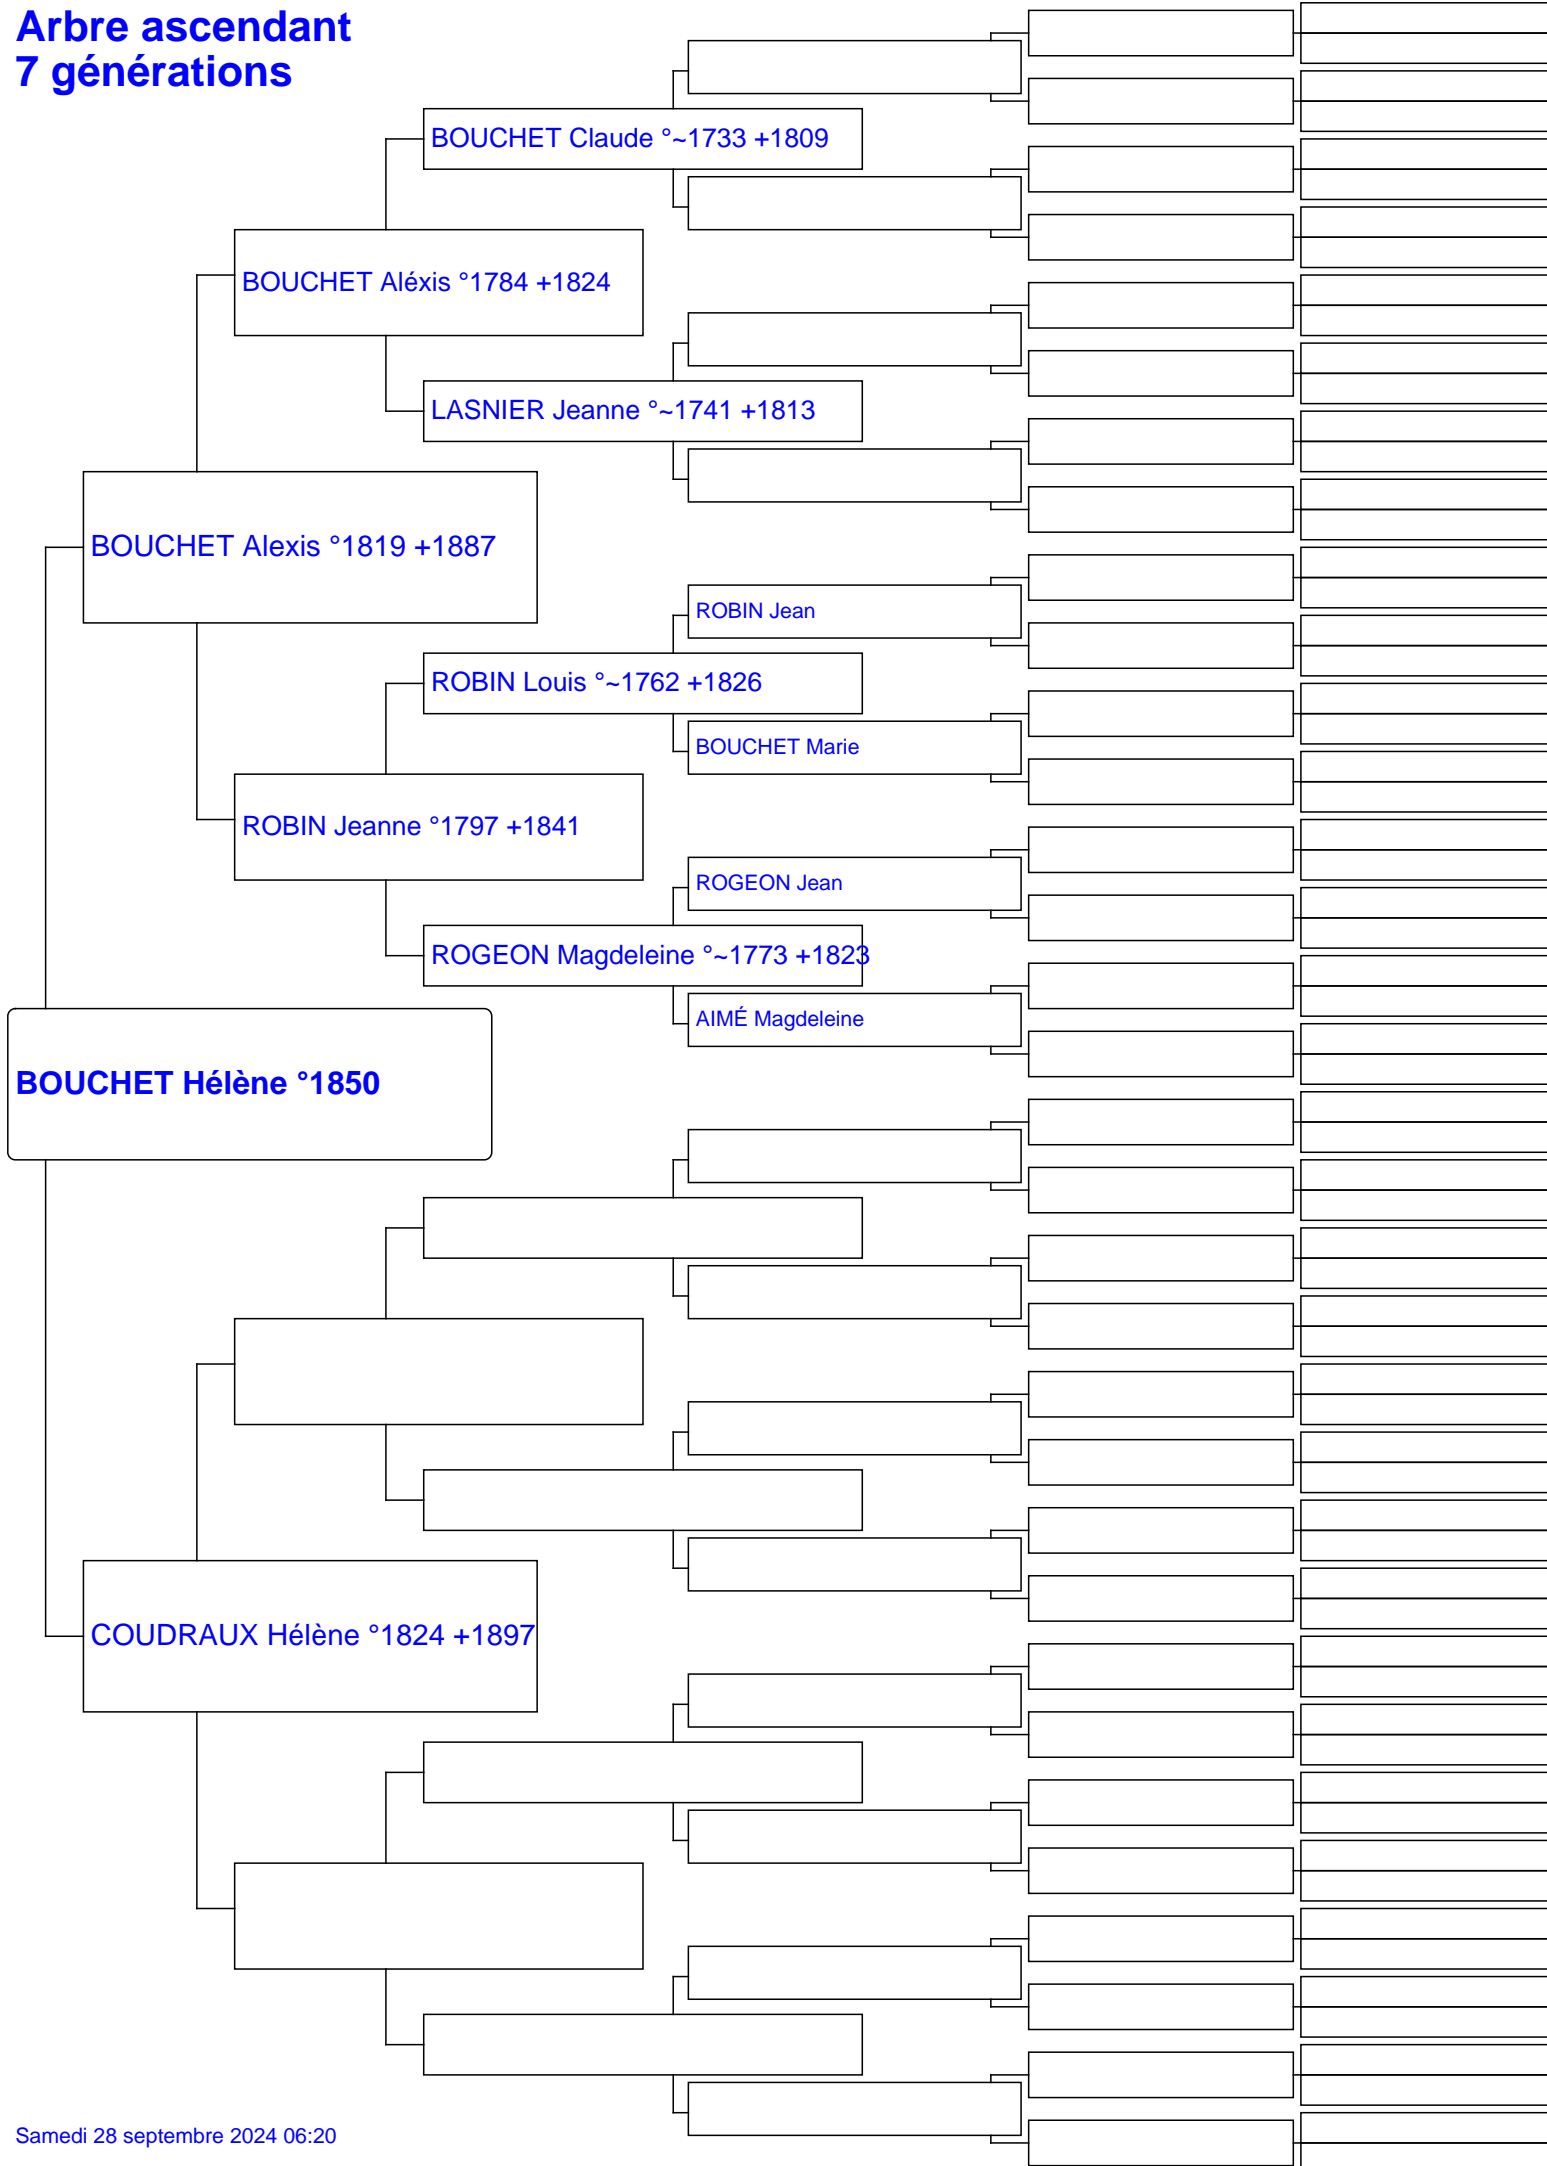 Arbre ascendant
7 générations
BOUCHET Claude °~1733 +1809
BOUCHET Aléxis °1784 +1824
LASNIER Jeanne °~1741 +1813
BOUCHET Alexis °1819 +1887
ROBIN Jean
ROBIN Louis °~1762 +1826
BOUCHET Marie
ROBIN Jeanne °1797 +1841
ROGEON Jean
ROGEON Magdeleine °~1773 +1823
AIMÉ Magdeleine
BOUCHET Hélène °1850
COUDRAUX Hélène °1824 +1897
Samedi 28 septembre 2024 06:20